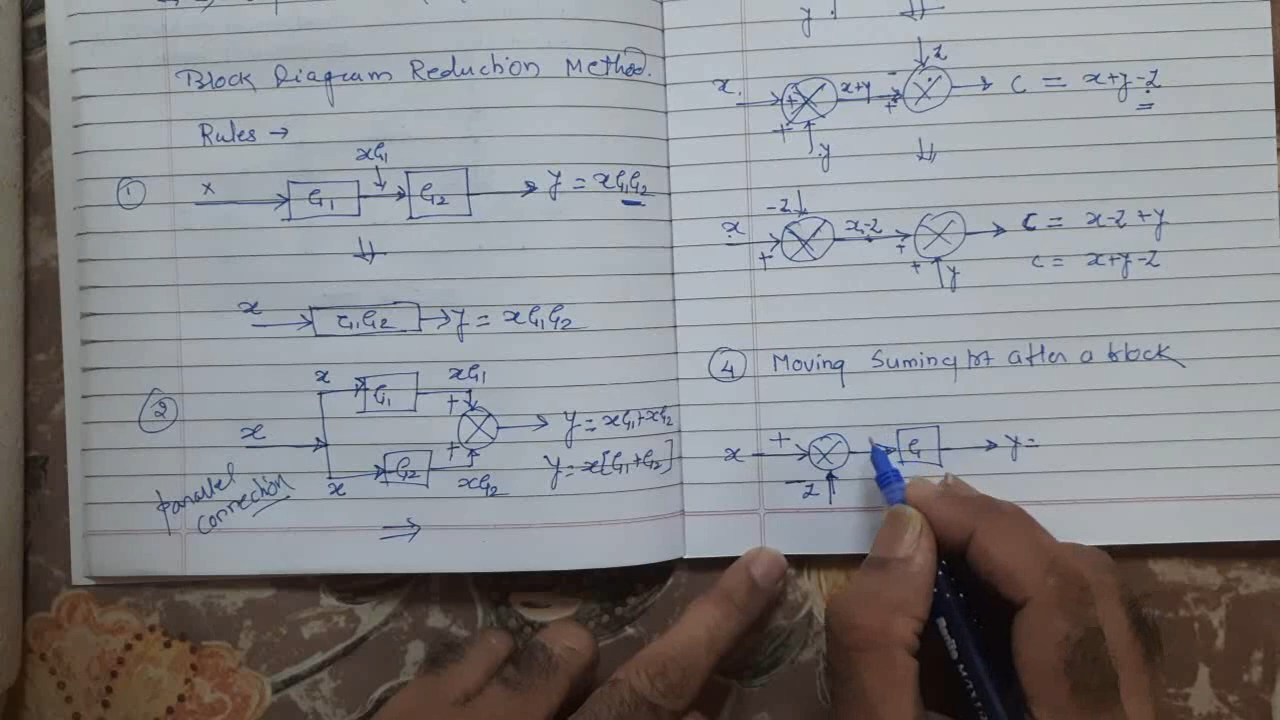 Block Diagram Reduction Method.
Rules →
xG1
① x G1 G2 y = xG1G2
x G1G2 y = xG1G2
② x G1 xG1
x + y = xG1+xG2
+ y = x[G1+G2]
parallel connection x G2 xG2
y
- z
x + x+y + C = x+y-z
+ y
-z
x + x-z + C = x-z+y
+ y C = x+y-z
④ Moving Suming pt after a block
x + G y =
- z